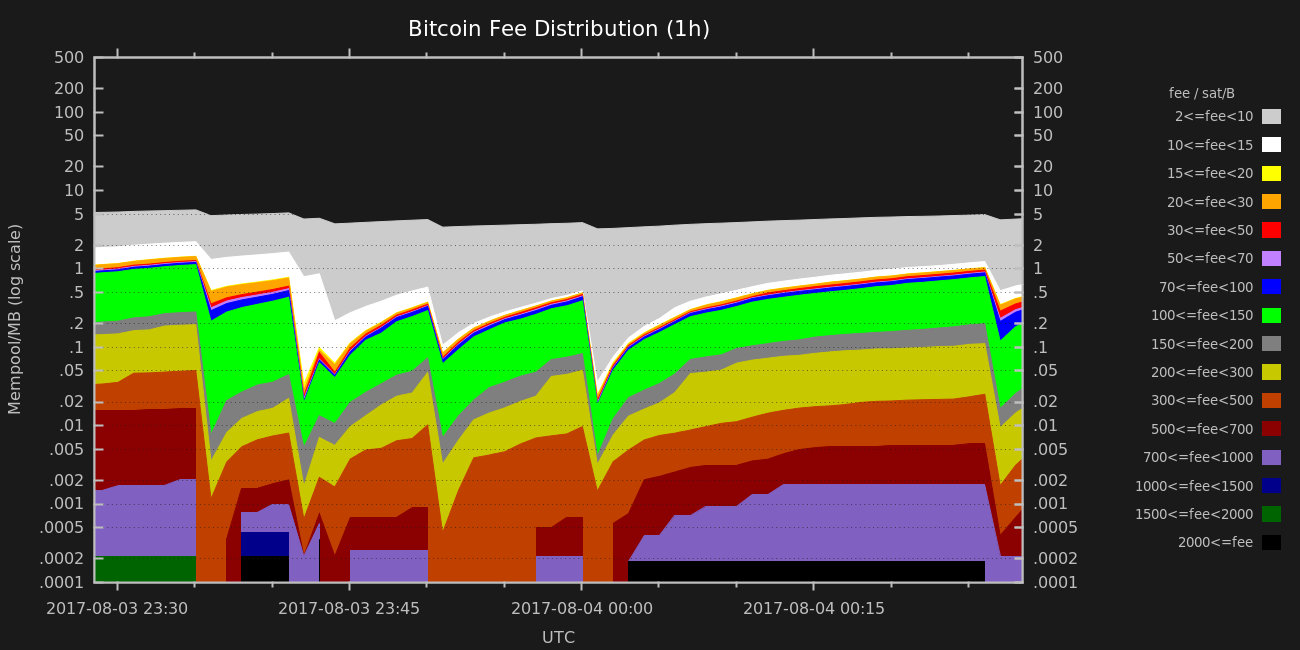 Bitcoin Fee Distribution (1h)
Mempool/MB (log scale)
500
200
100
50
20
10
5
2
1
.5
.2
.1
.05
.02
.01
.005
.002
.001
.0005
.0002
.0001
500
200
100
50
20
10
5
2
1
.5
.2
.1
.05
.02
.01
.005
.002
.001
.0005
.0002
.0001
2017-08-03 23:30 2017-08-03 23:45 2017-08-04 00:00 2017-08-04 00:15
UTC
fee / sat/B
2<=fee<10
10<=fee<15
15<=fee<20
20<=fee<30
30<=fee<50
50<=fee<70
70<=fee<100
100<=fee<150
150<=fee<200
200<=fee<300
300<=fee<500
500<=fee<700
700<=fee<1000
1000<=fee<1500
1500<=fee<2000
2000<=fee